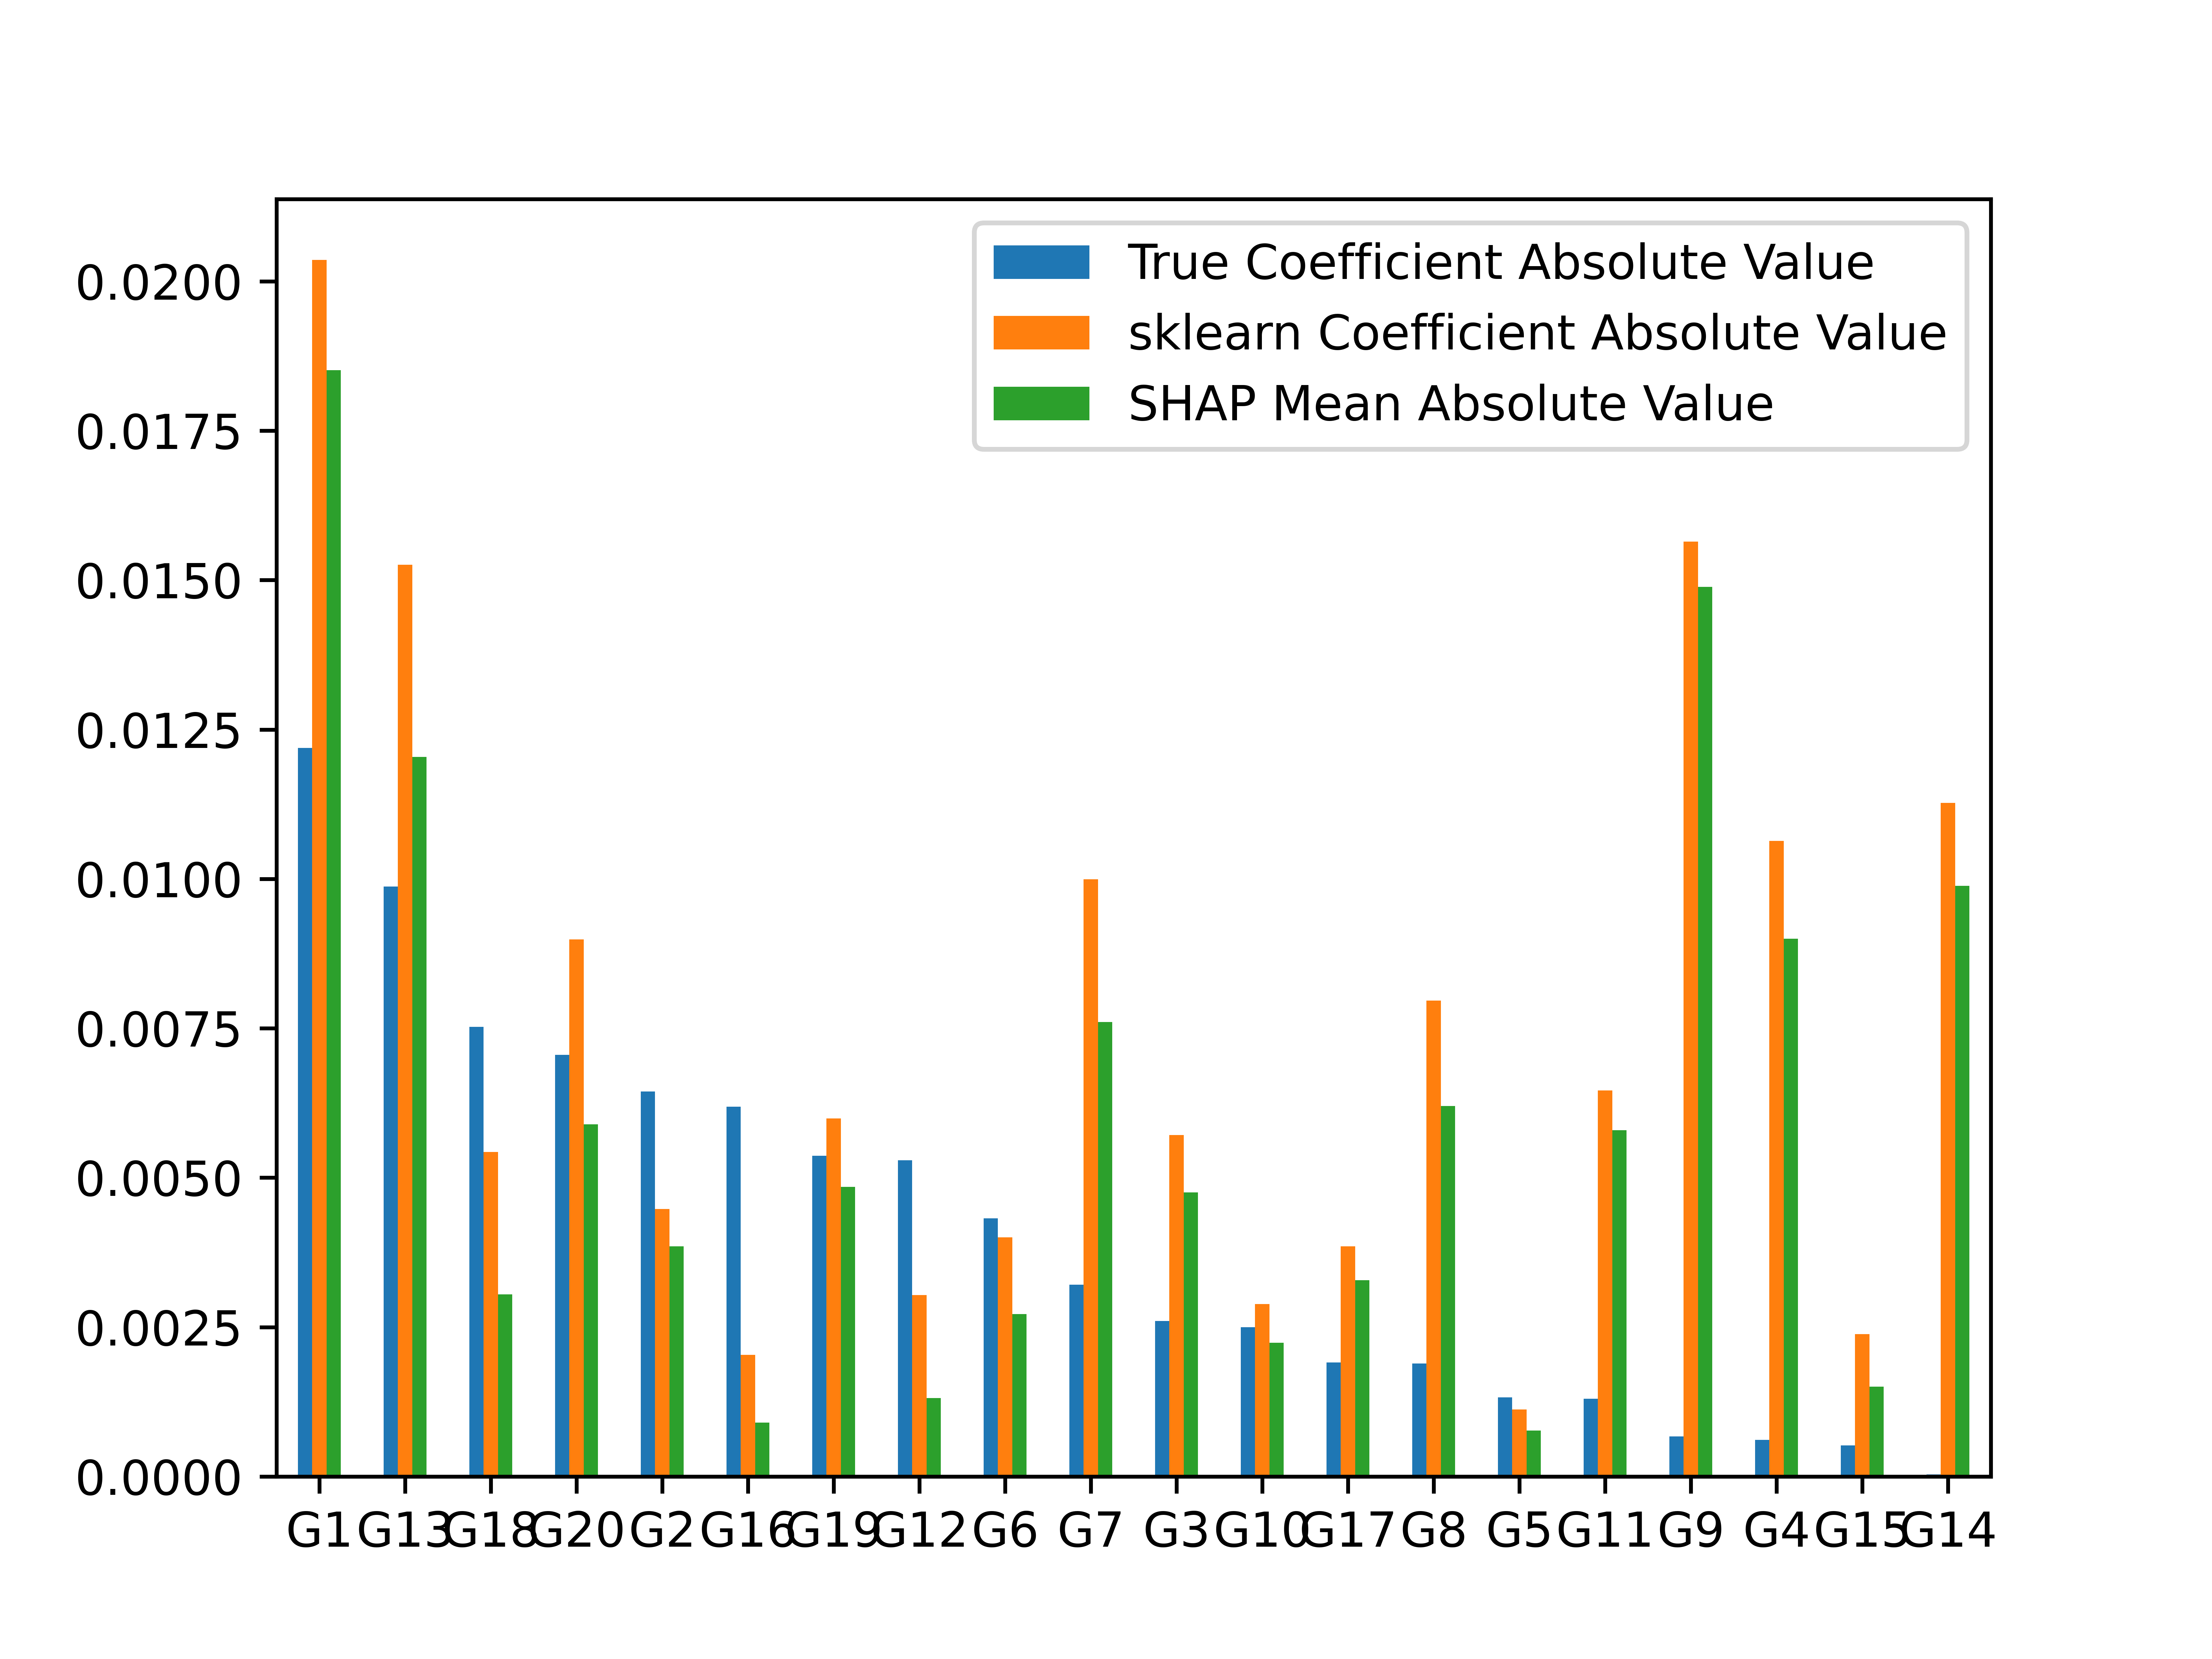 True Coefficient Absolute Value
sklearn Coefficient Absolute Value
SHAP Mean Absolute Value
0.0200
0.0175
0.0150
0.0125
0.0100
0.0075
0.0050
0.0025
0.0000
G1 G13 G18 G20 G2 G16 G19 G12 G6 G7 G3 G10 G17 G8 G5 G11 G9 G4 G15 G14